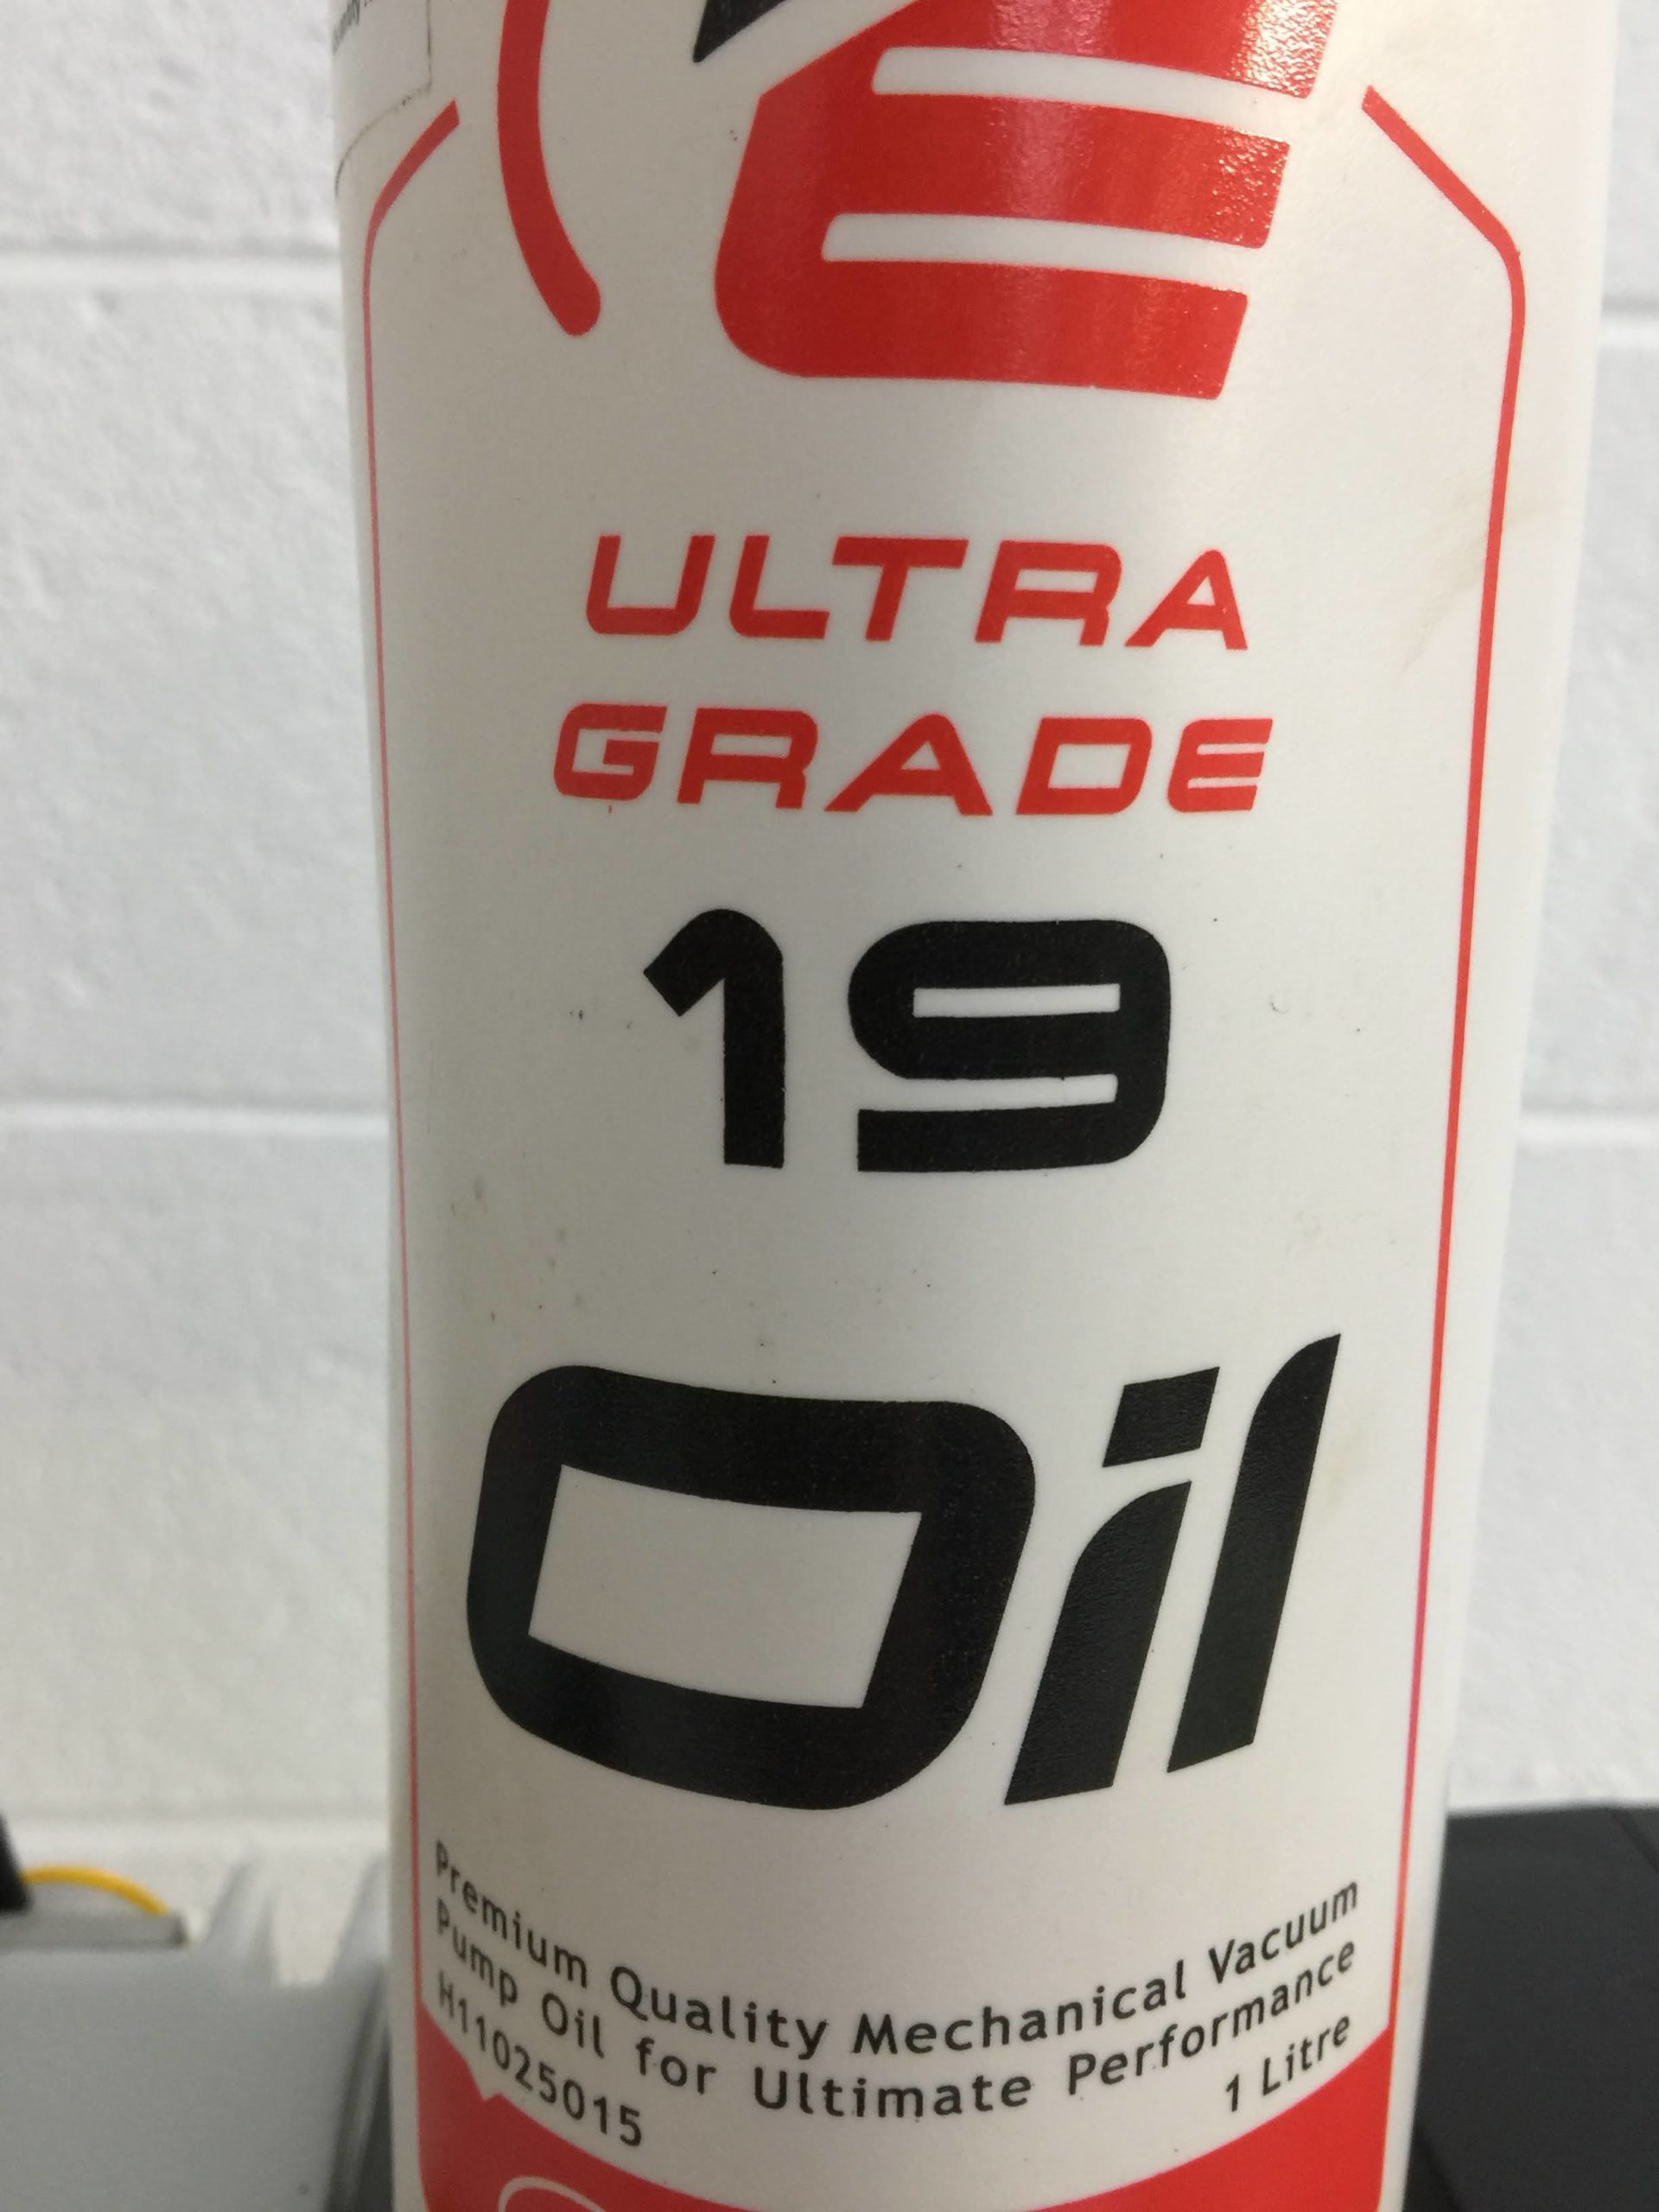 ULTRA
GRADE
19
Oil
Premium Quality Mechanical Vacuum
Pump Oil for Ultimate Performance
H11025015
1 Litre